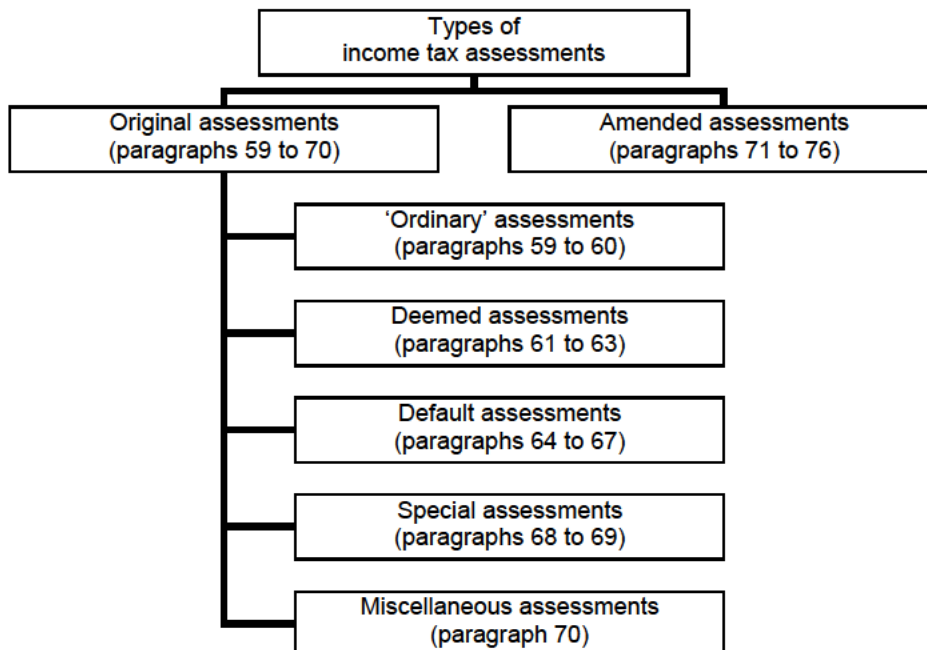 Types of
income tax assessments
Original assessments
(paragraphs 59 to 70)
Amended assessments
(paragraphs 71 to 76)
‘Ordinary’ assessments
(paragraphs 59 to 60)
Deemed assessments
(paragraphs 61 to 63)
Default assessments
(paragraphs 64 to 67)
Special assessments
(paragraphs 68 to 69)
Miscellaneous assessments
(paragraph 70)